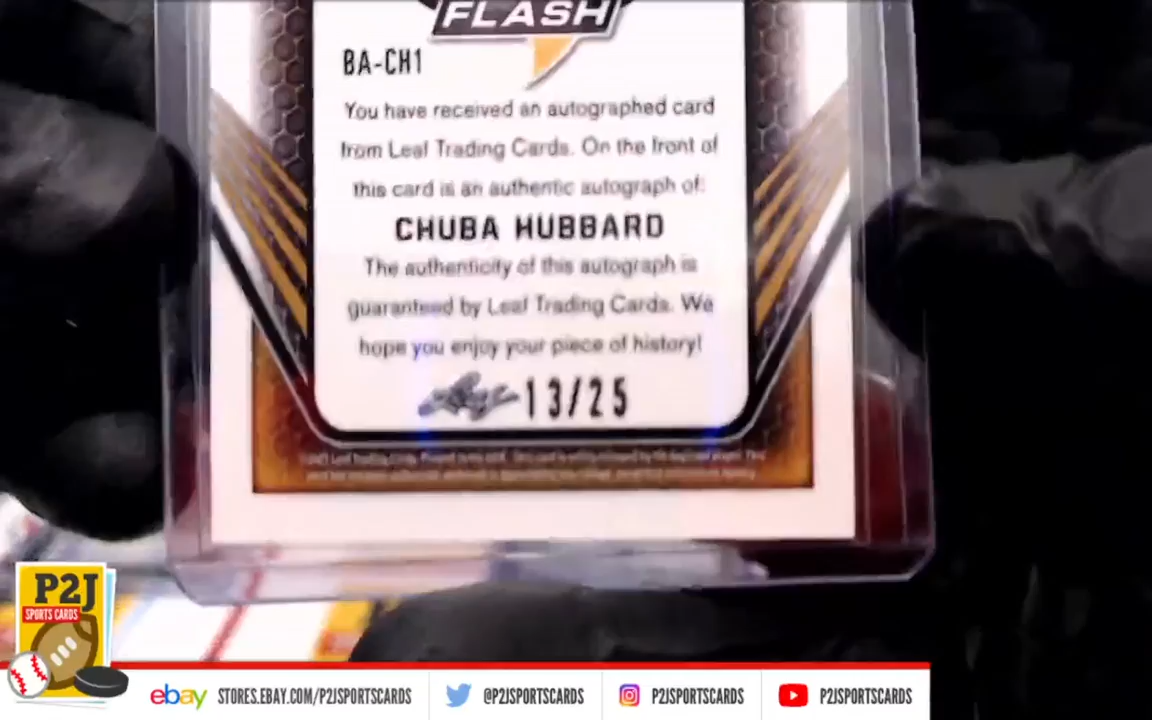 FLASH
BA-CH1
You have received an autographed card
from Leaf Trading Cards. On the front of
this card is an authentic autograph of:
CHUBA HUBBARD
The authenticity of this autograph is
guaranteed by Leaf Trading Cards. We
hope you enjoy your piece of history!
Leaf 13/25
P2J
SPORTS CARDS
ebay STORES.EBAY.COM/P2JSPORTSCARDS
@P2JSPORTSCARDS
P2JSPORTSCARDS
P2JSPORTSCARDS